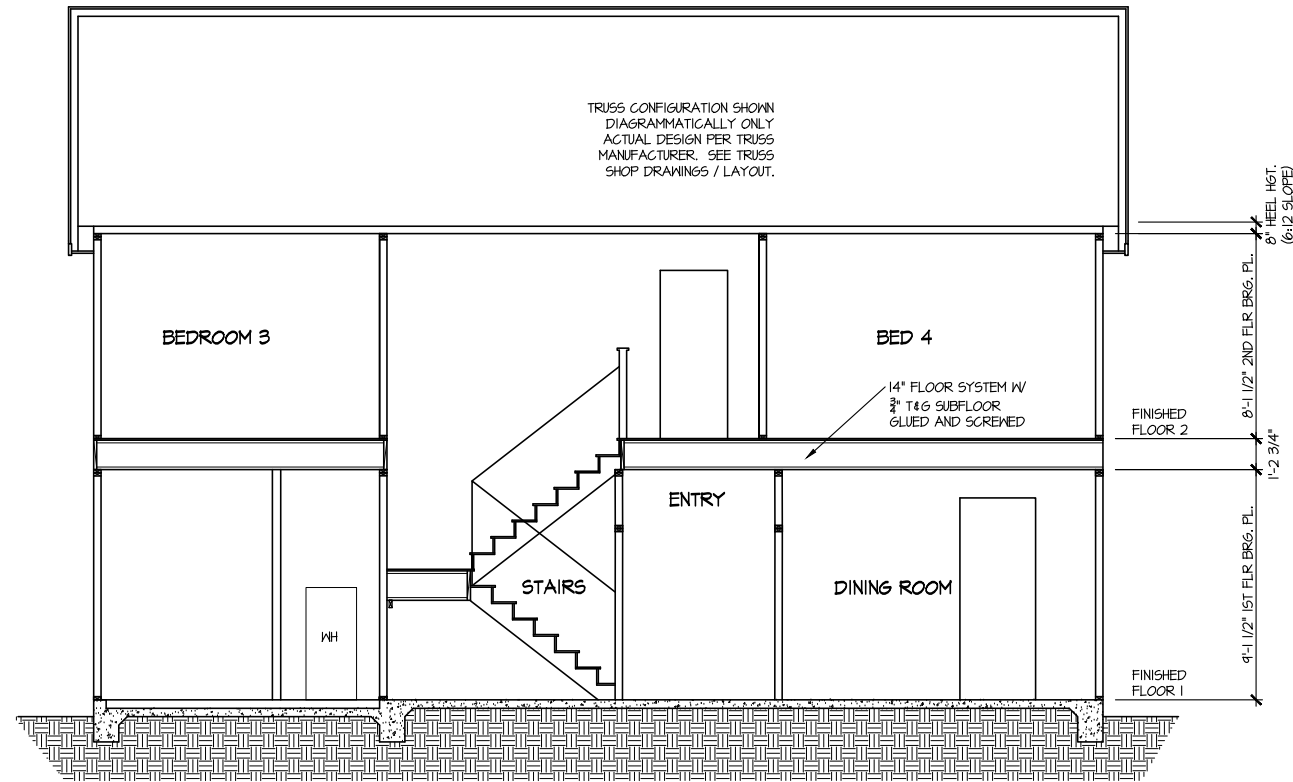 TRUSS CONFIGURATION SHOWN
DIAGRAMMATICALLY ONLY
ACTUAL DESIGN PER TRUSS
MANUFACTURER. SEE TRUSS
SHOP DRAWINGS / LAYOUT.
8" HEEL HGT.
(6:12 SLOPE)
BEDROOM 3
BED 4
8'-1 1/2" 2ND FLR BRG. PL.
14" FLOOR SYSTEM W/
3/4" T&G SUBFLOOR
GLUED AND SCREWED
FINISHED
FLOOR 2
1'-2 3/4"
ENTRY
STAIRS
DINING ROOM
9'-1 1/2" 1ST FLR BRG. PL.
WH
FINISHED
FLOOR 1